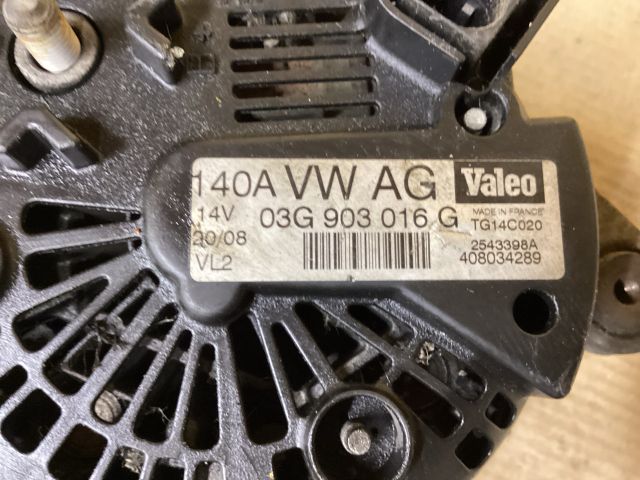 140A VW AG Valeo
14V 03G 903 016 G MADE IN FRANCE
TG14C020
20/08 2543398A
VL2 408034289